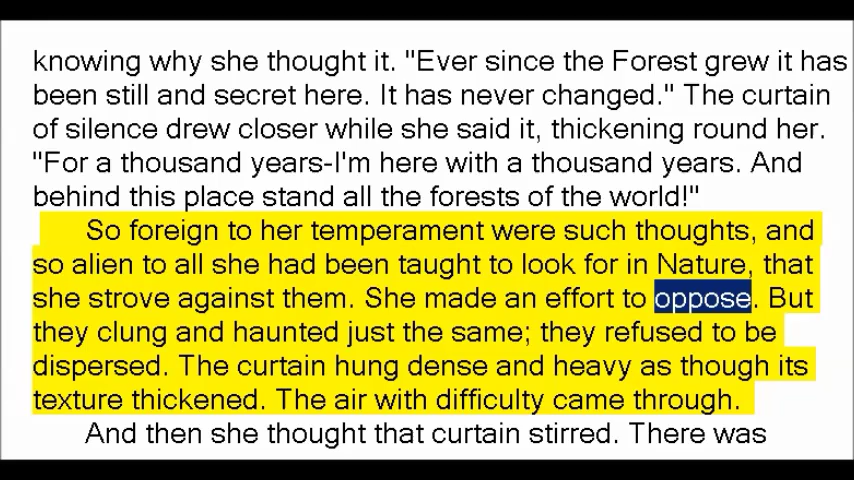 knowing why she thought it. "Ever since the Forest grew it has
been still and secret here. It has never changed." The curtain
of silence drew closer while she said it, thickening round her.
"For a thousand years-I'm here with a thousand years. And
behind this place stand all the forests of the world!"
So foreign to her temperament were such thoughts, and
so alien to all she had been taught to look for in Nature, that
she strove against them. She made an effort to oppose. But
they clung and haunted just the same; they refused to be
dispersed. The curtain hung dense and heavy as though its
texture thickened. The air with difficulty came through.
And then she thought that curtain stirred. There was